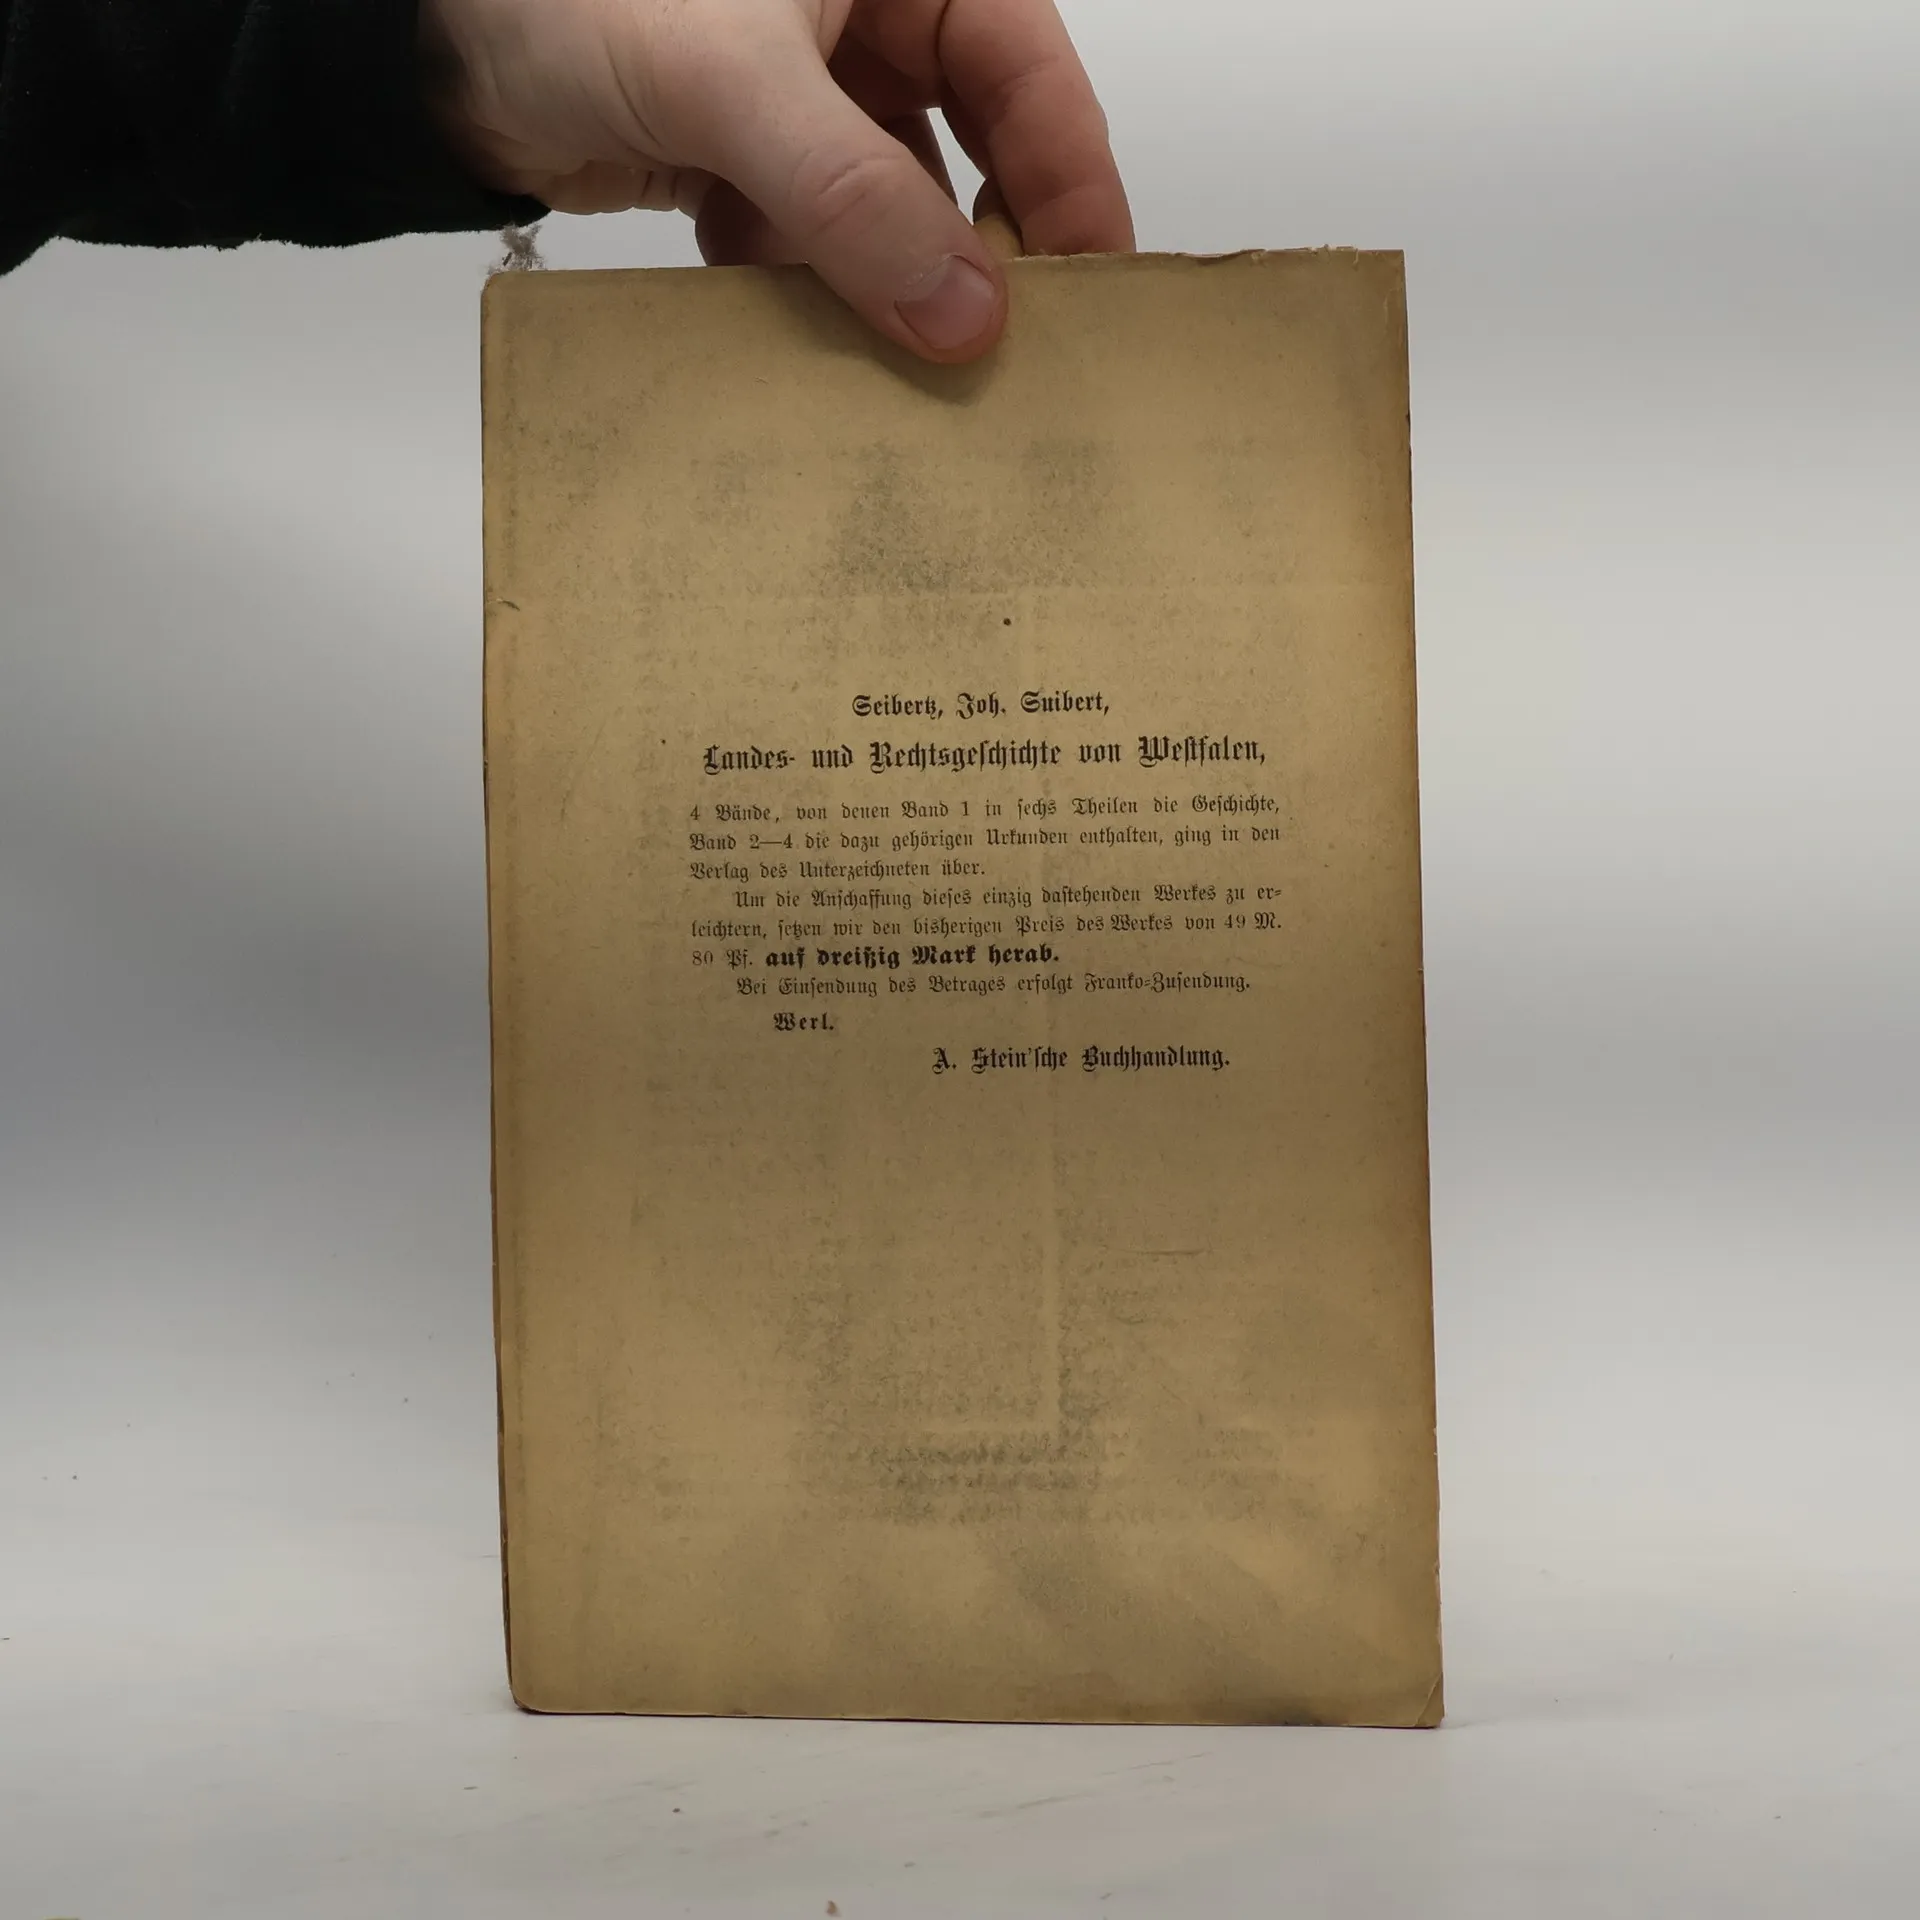 Seibertz, Joh. Suibert,
Landes- und Rechtsgeschichte von Westfalen,
4 Bände, von denen Band 1 in sechs Theilen die Geschichte,
Band 2—4 die dazu gehörigen Urkunden enthalten, ging in den
Verlag des Unterzeichneten über.
Um die Anschaffung dieses einzig dastehenden Werkes zu er-
leichtern, setzen wir den bisherigen Preis des Werkes von 49 M.
80 Pf. auf dreißig Mark herab.
Bei Einsendung des Betrages erfolgt Franko-Zusendung.
Werl.
A. Stein'sche Buchhandlung.